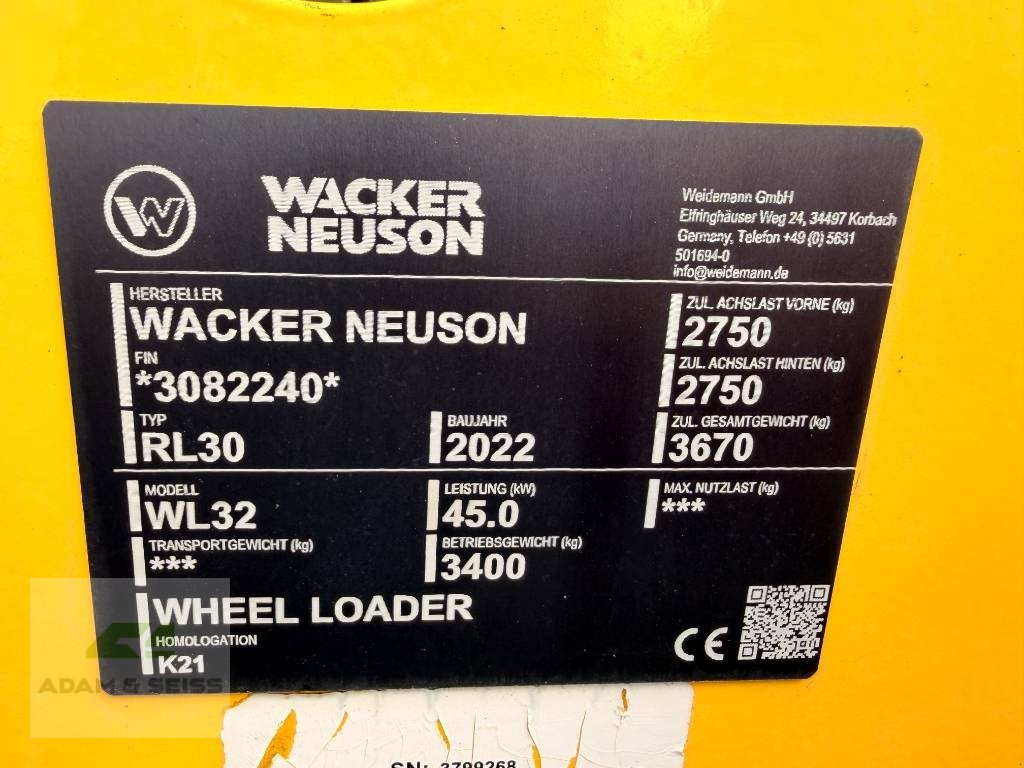 WACKER
NEUSON
Weidemann GmbH
Elfringhäuser Weg 24, 34497 Korbach
Germany, Telefon +49 (0) 5631
501694-0
info@weidemann.de
HERSTELLER
WACKER NEUSON
FIN
*3082240*
TYP
RL30
BAUJAHR
2022
ZUL. ACHSLAST VORNE (kg)
2750
ZUL. ACHSLAST HINTEN (kg)
2750
ZUL. GESAMTGEWICHT (kg)
3670
MODELL
WL32
LEISTUNG (kW)
45.0
MAX. NUTZLAST (kg)
***
TRANSPORTGEWICHT (kg)
***
BETRIEBSGEWICHT (kg)
3400
WHEEL LOADER
HOMOLOGATION
K21
CE
ADAM & SEISS
SN: 3799268